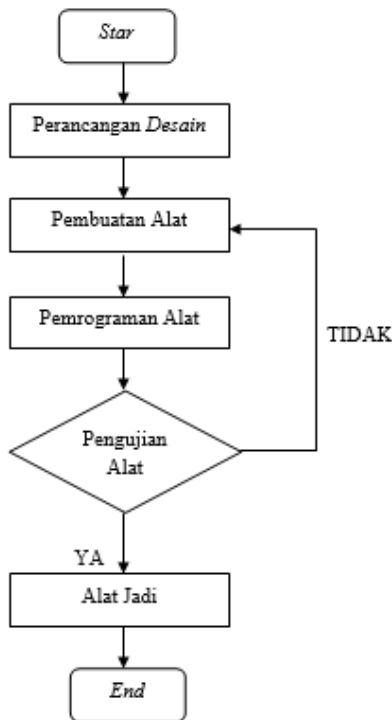 Star
Perancangan Desain
Pembuatan Alat
Pemrograman Alat
TIDAK
Pengujian
Alat
YA
Alat Jadi
End